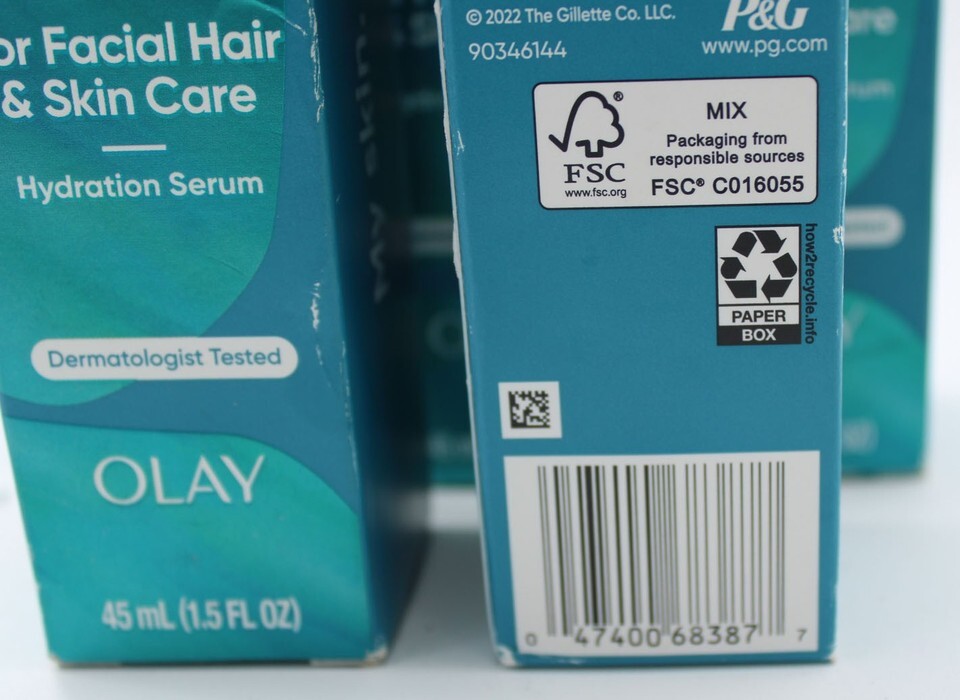 or Facial Hair
& Skin Care
Hydration Serum
Dermatologist Tested
OLAY
45 mL (1.5 FL OZ)
My skin
© 2022 The Gillette Co. LLC.
90346144
P&G
www.pg.com
FSC®
www.fsc.org
MIX
Packaging from
responsible sources
FSC® C016055
how2recycle.info
PAPER
BOX
0 47400 68387 7